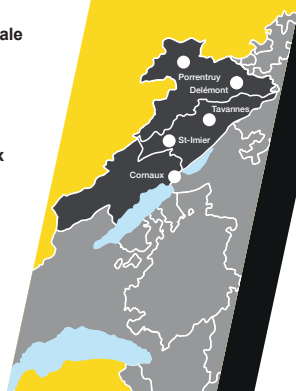 ale
Porrentruy
Delémont
Tavannes
St-Imier
x
Cornaux